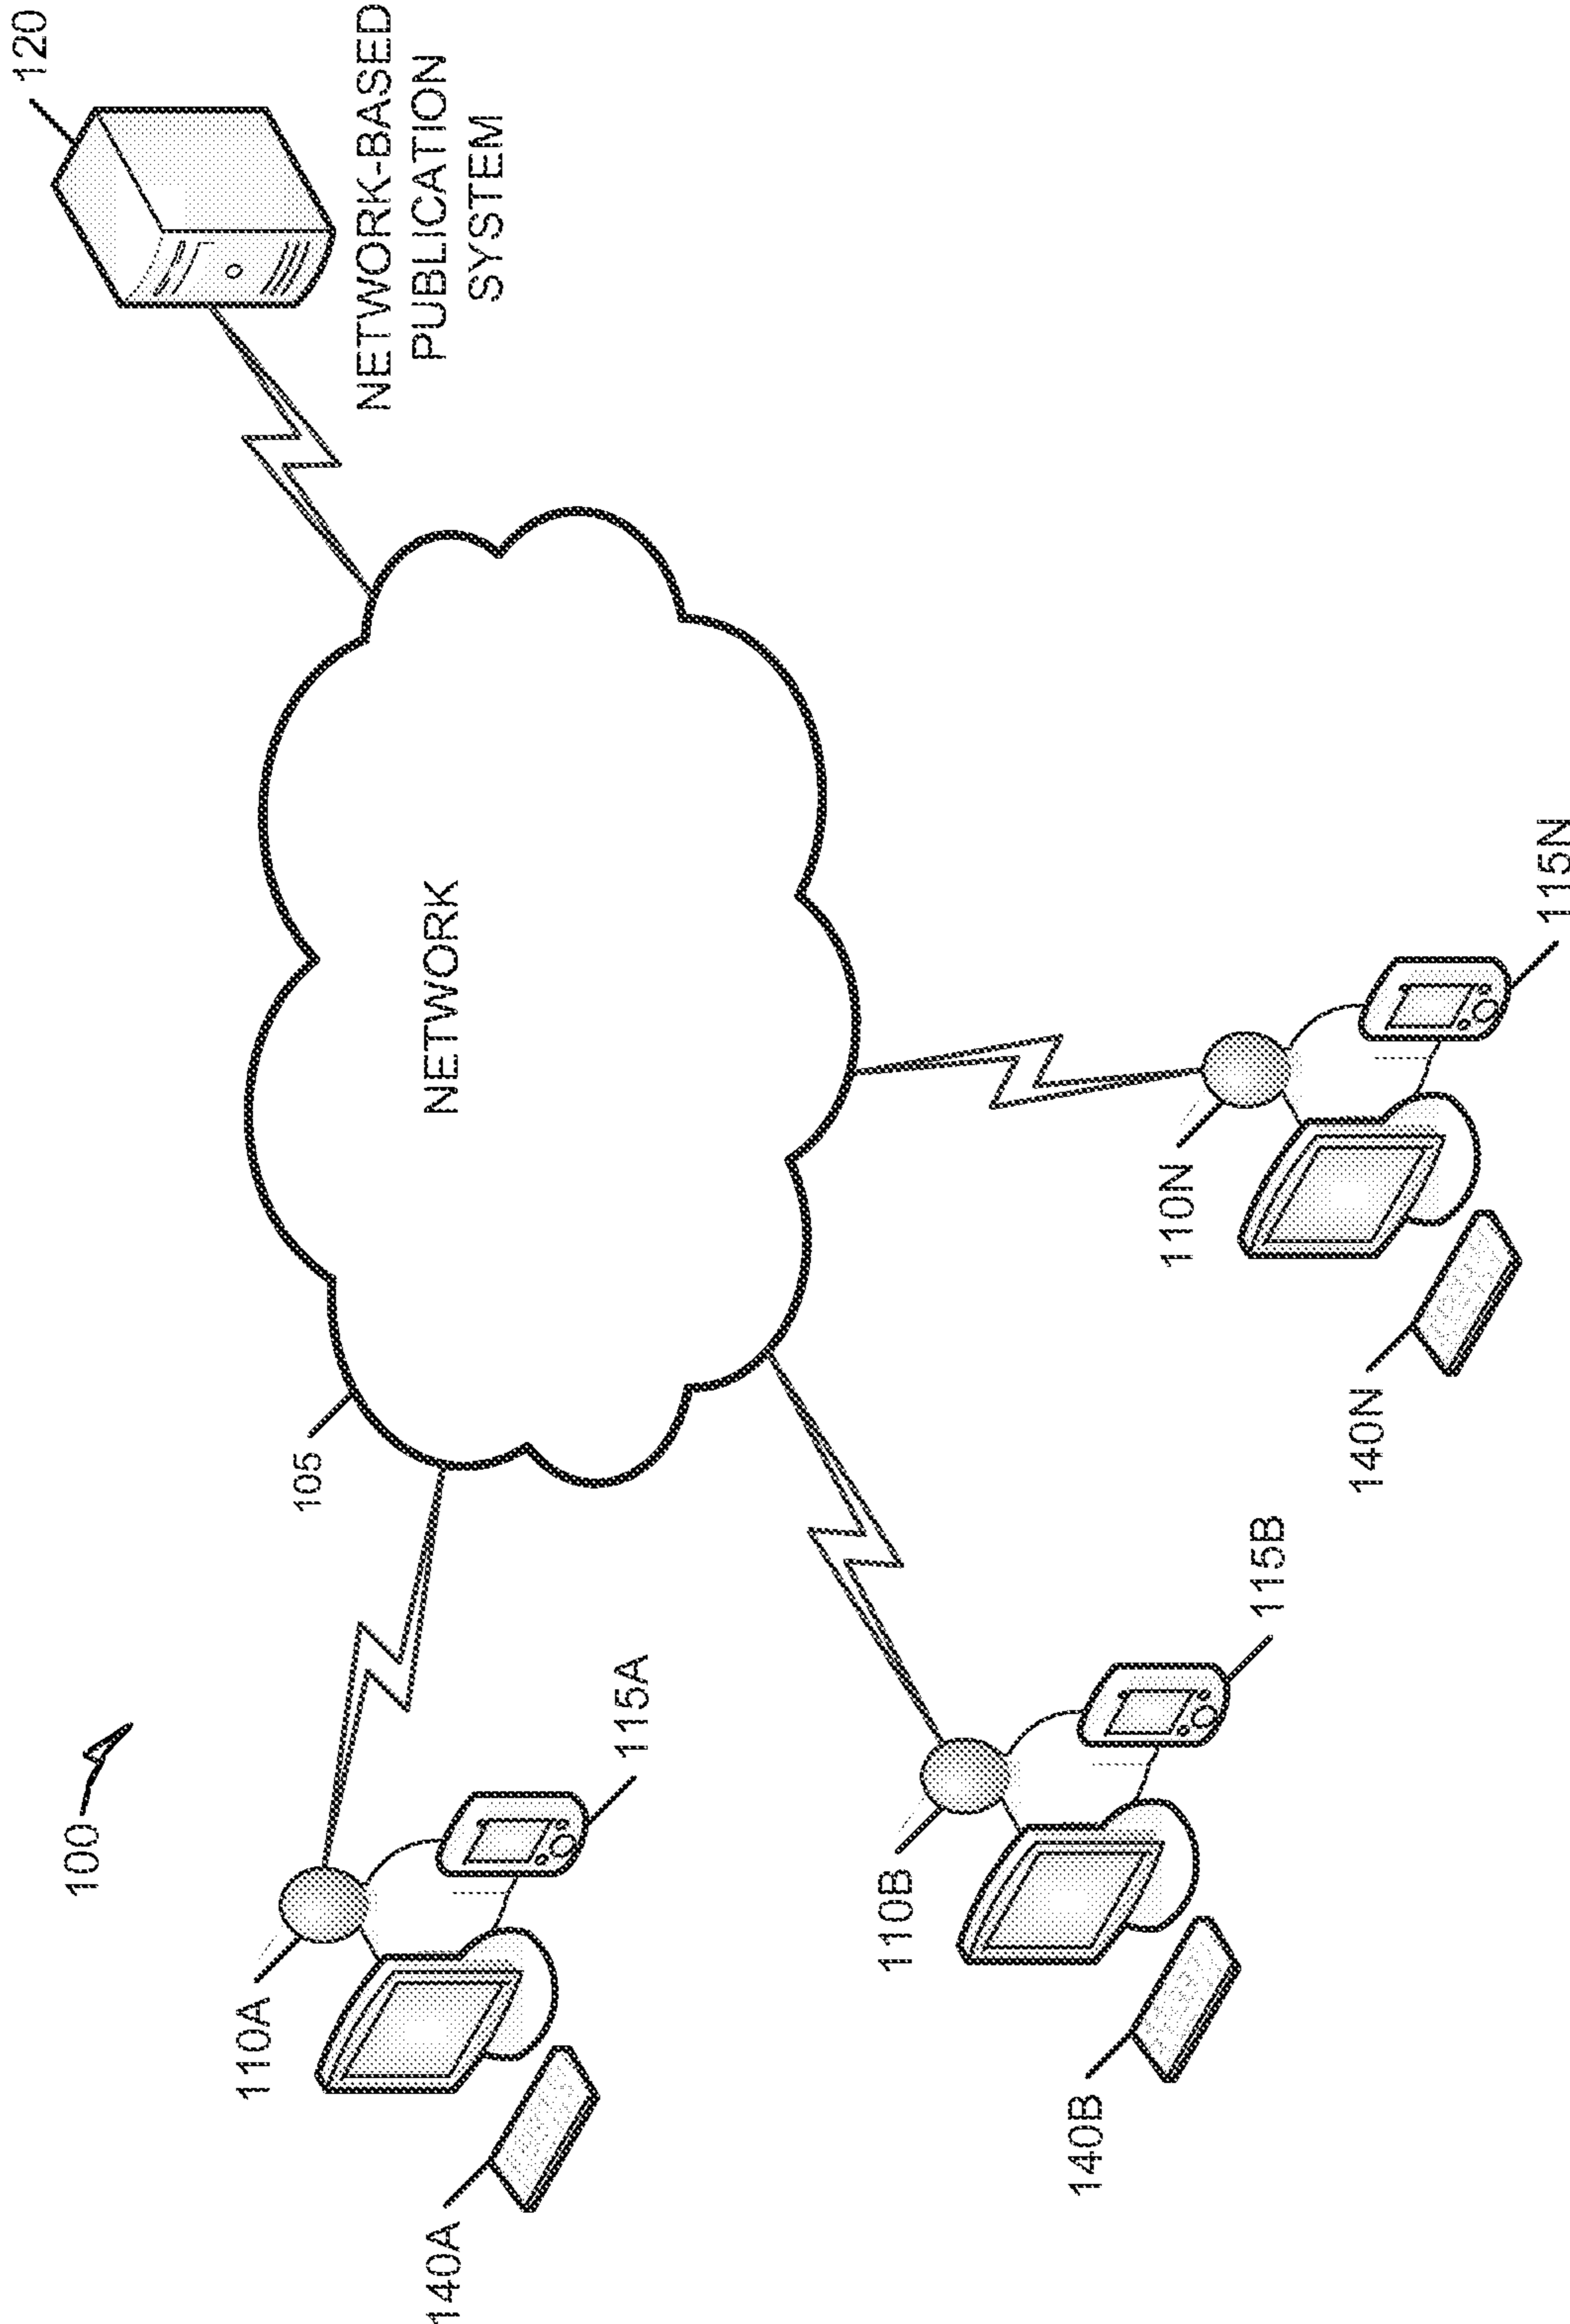 100
110A
115A
140A
105
NETWORK
120
NETWORK-BASED
PUBLICATION
SYSTEM
110B
115B
140B
110N
115N
140N